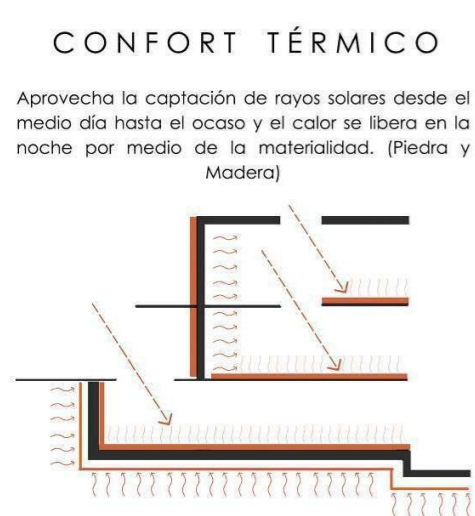 CONFORT TÉRMICO
Aprovecha la captación de rayos solares desde el
medio día hasta el ocaso y el calor se libera en la
noche por medio de la materialidad. (Piedra y
Madera)